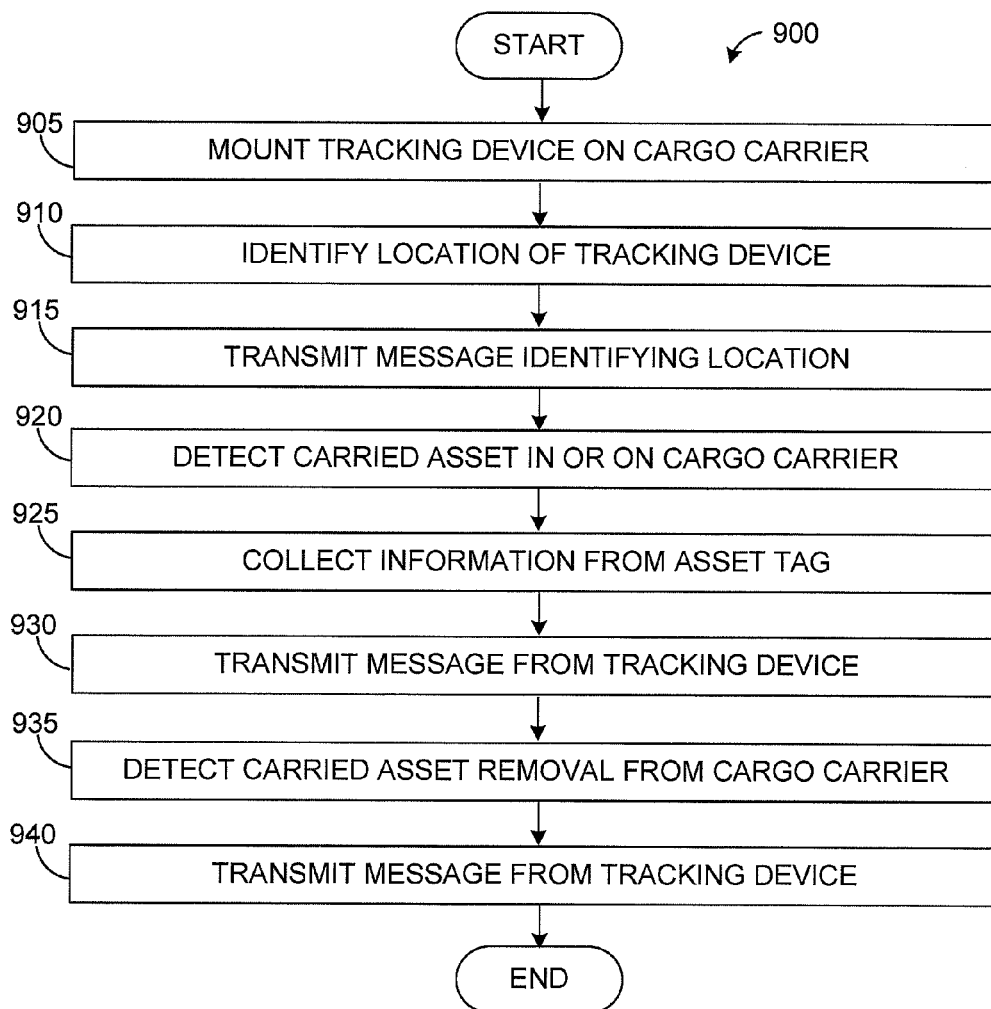 START
900
905
MOUNT TRACKING DEVICE ON CARGO CARRIER
910
IDENTIFY LOCATION OF TRACKING DEVICE
915
TRANSMIT MESSAGE IDENTIFYING LOCATION
920
DETECT CARRIED ASSET IN OR ON CARGO CARRIER
925
COLLECT INFORMATION FROM ASSET TAG
930
TRANSMIT MESSAGE FROM TRACKING DEVICE
935
DETECT CARRIED ASSET REMOVAL FROM CARGO CARRIER
940
TRANSMIT MESSAGE FROM TRACKING DEVICE
END